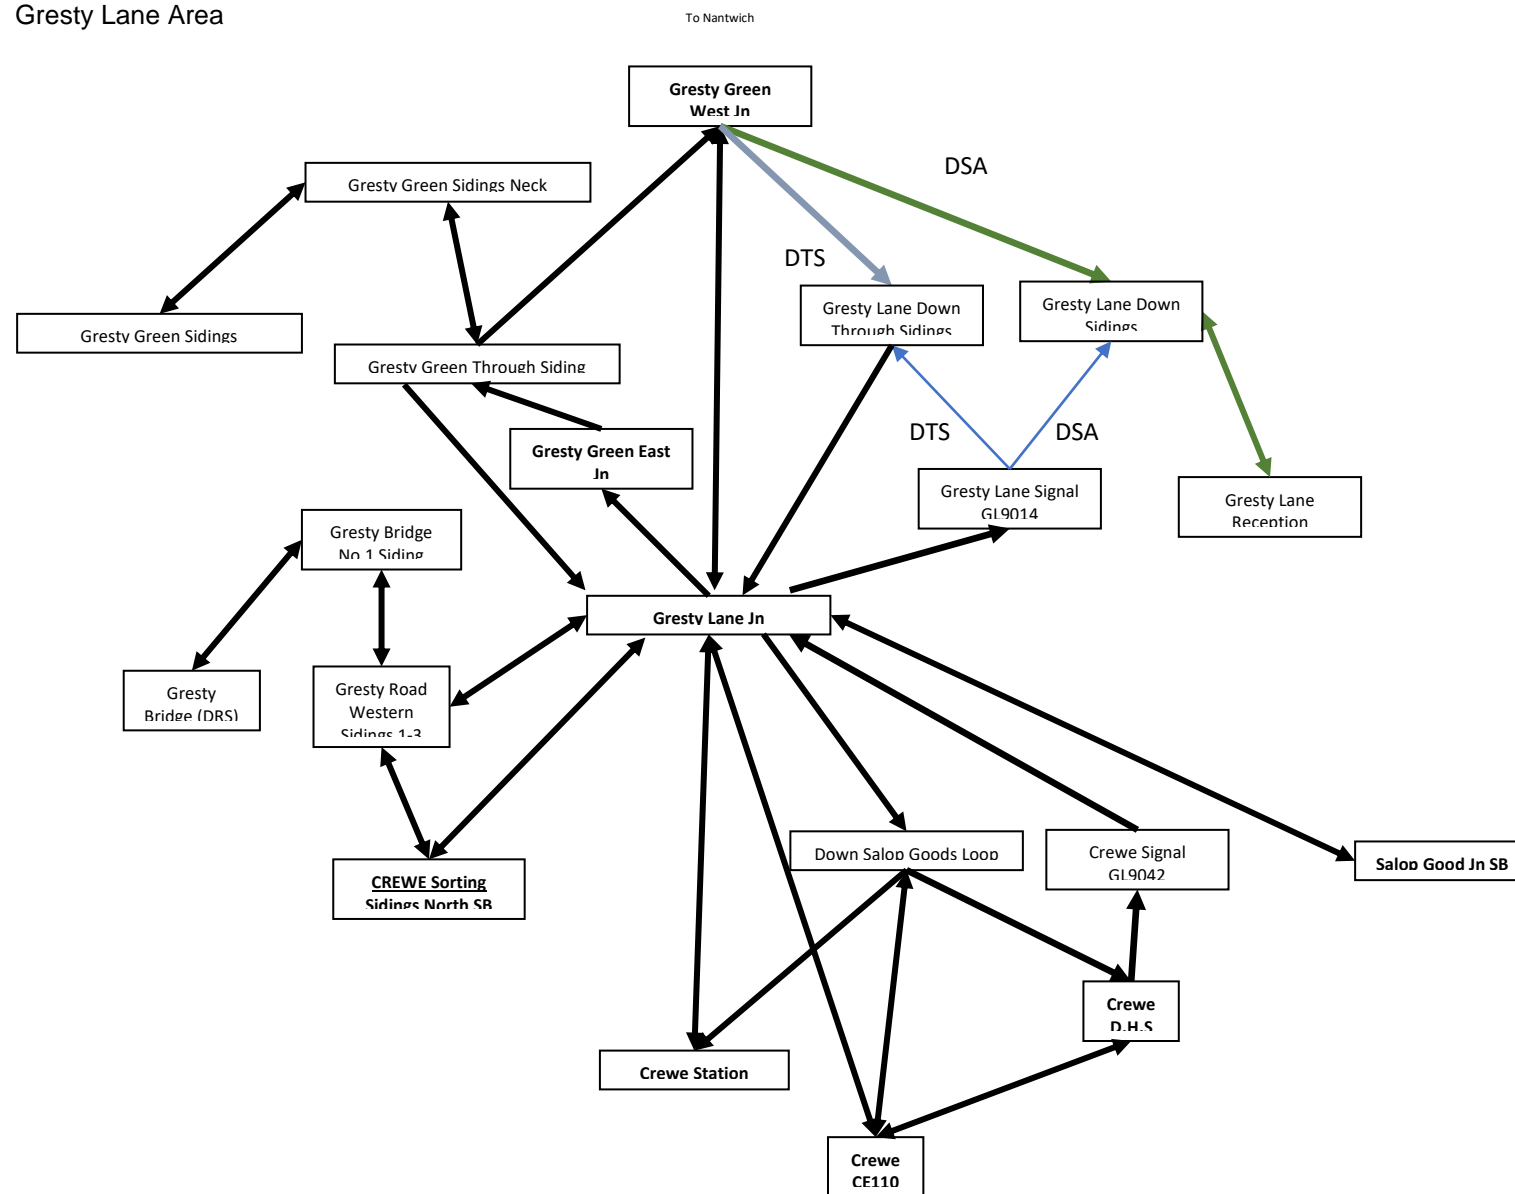 Gresty Lane Area
To Nantwich
Gresty Green
West Jn
DSA
Gresty Green Sidings Neck
DTS
Gresty Lane Down
Through Sidings
Gresty Lane Down
Sidings
Gresty Green Sidings
Gresty Green Through Siding
DTS
DSA
Gresty Green East
Jn
Gresty Lane Signal
GL9014
Gresty Lane
Reception
Gresty Bridge
No 1 Siding
Gresty Lane Jn
Gresty
Bridge (DRS)
Gresty Road
Western
Sidings 1-3
Down Salop Goods Loop
Crewe Signal
GL9042
Salop Good Jn SB
CREWE Sorting
Sidings North SB
Crewe
D.H.S
Crewe Station
Crewe
CE110